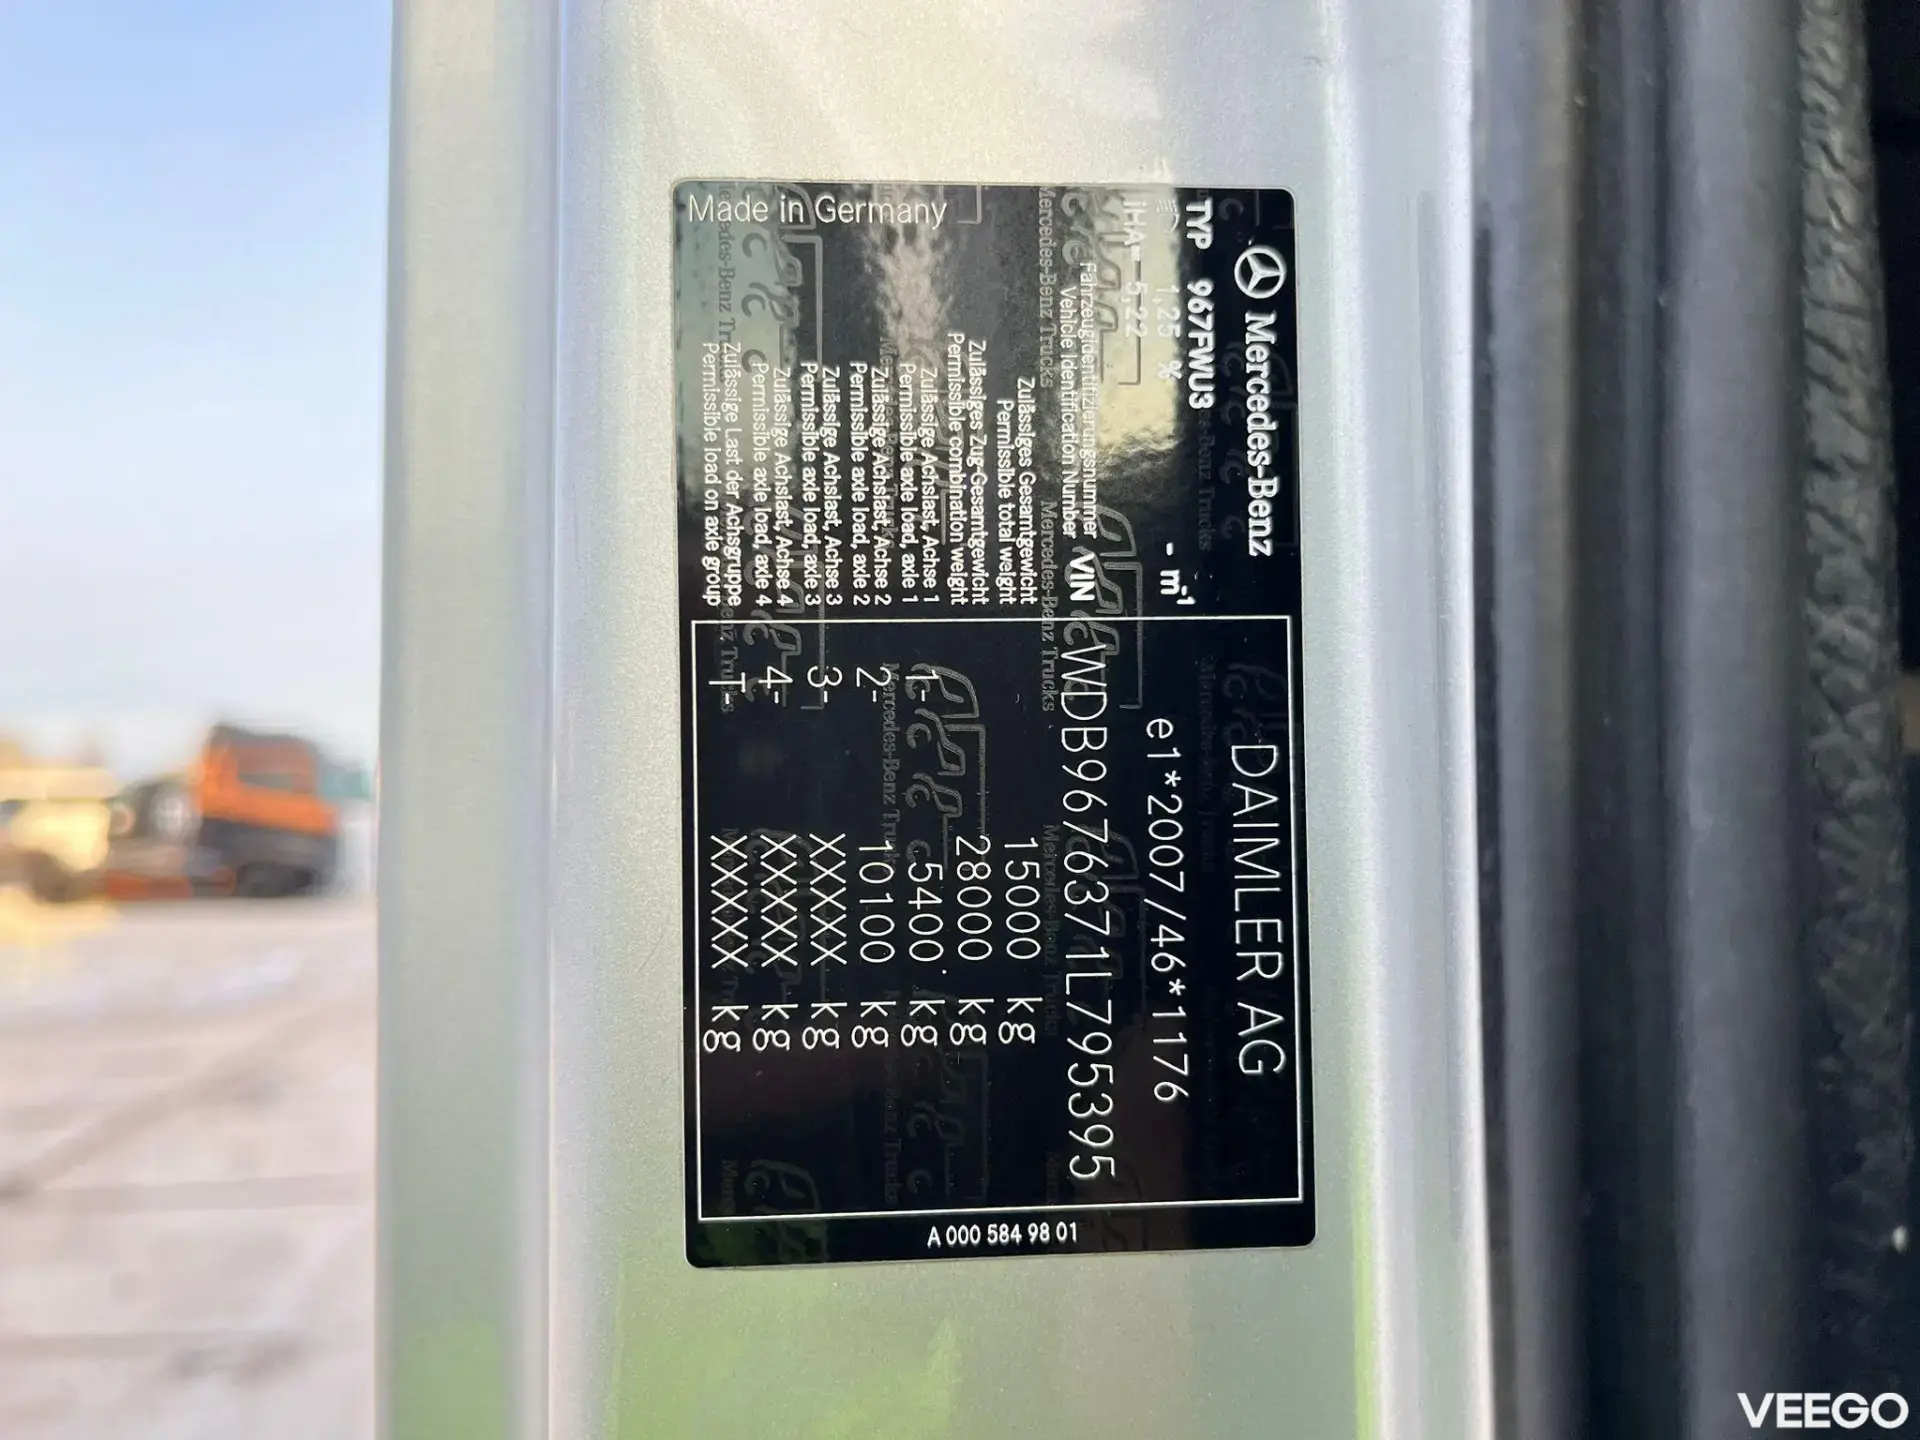 Mercedes-Benz
DAIMLER AG
TYP 967FWU3
1,25 % - m⁻¹
e1*2007/46*1176
iHA= 5,22
Fahrzeugidentifizierungsnummer
Vehicle Identification Number VIN WDB9676371L795395
Zulässiges Gesamtgewicht
Permissible total weight 15000 kg
Zulässiges Zug-Gesamtgewicht
Permissible combination weight 28000 kg
Zulässige Achslast, Achse 1
Permissible axle load, axle 1 1- 5400 kg
Zulässige Achslast, Achse 2
Permissible axle load, axle 2 2- 10100 kg
Zulässige Achslast, Achse 3
Permissible axle load, axle 3 3- XXXXX kg
Zulässige Achslast, Achse 4
Permissible axle load, axle 4 4- XXXXX kg
Zulässige Last der Achsgruppe
Permissible load on axle group T- XXXXX kg
Made in Germany
A 000 584 98 01
VEEGO